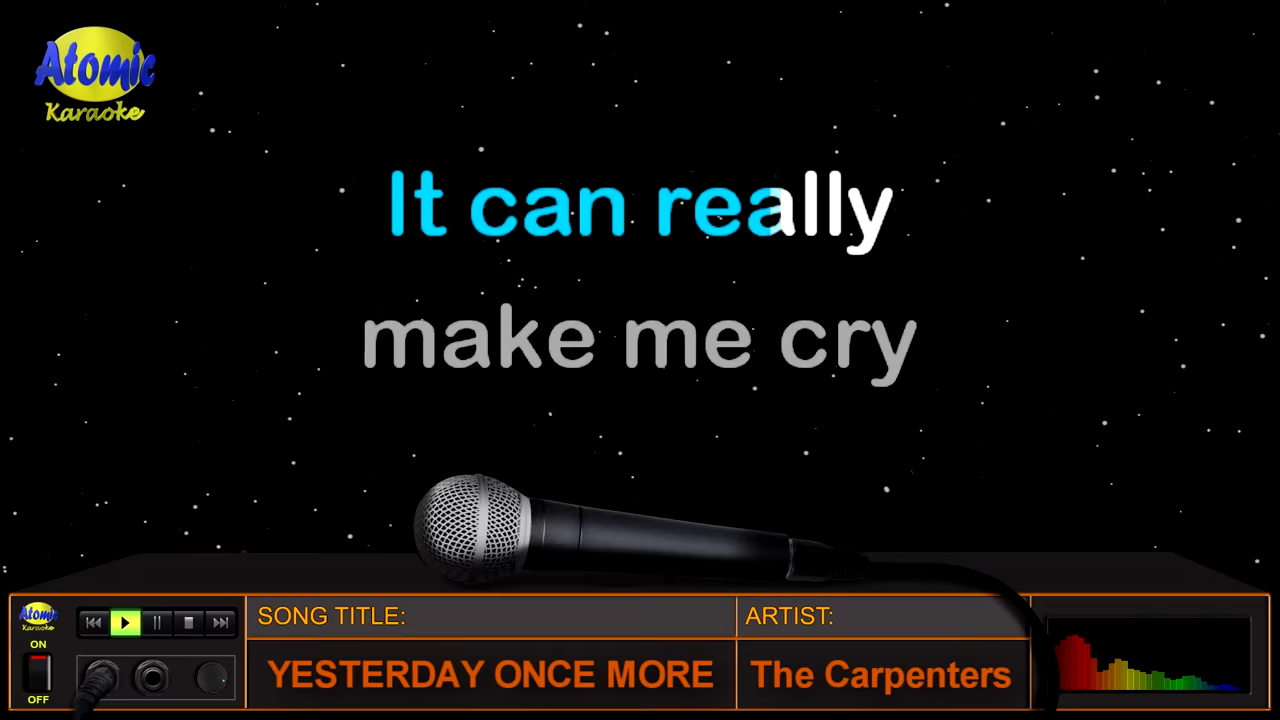 Atomic
Karaoke
It can really
make me cry
Atomic
Karaoke
ON
OFF
SONG TITLE:
ARTIST:
YESTERDAY ONCE MORE
The Carpenters